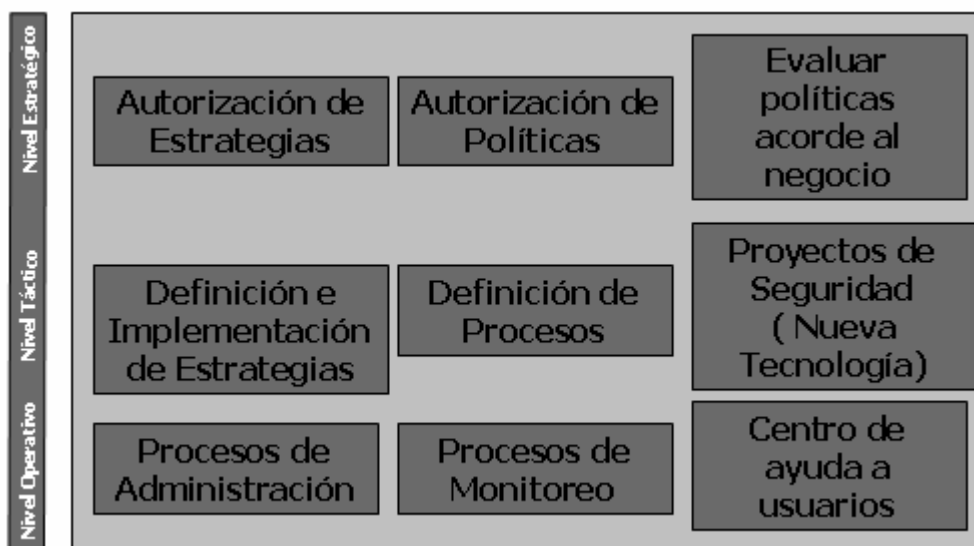 Nivel Estratégico
Autorización de
Estrategias
Autorización de
Políticas
Evaluar
políticas
acorde al
negocio
Nivel Táctico
Definición e
Implementación
de Estrategias
Definición de
Procesos
Proyectos de
Seguridad
( Nueva
Tecnología)
Nivel Operativo
Procesos de
Administración
Procesos de
Monitoreo
Centro de
ayuda a
usuarios